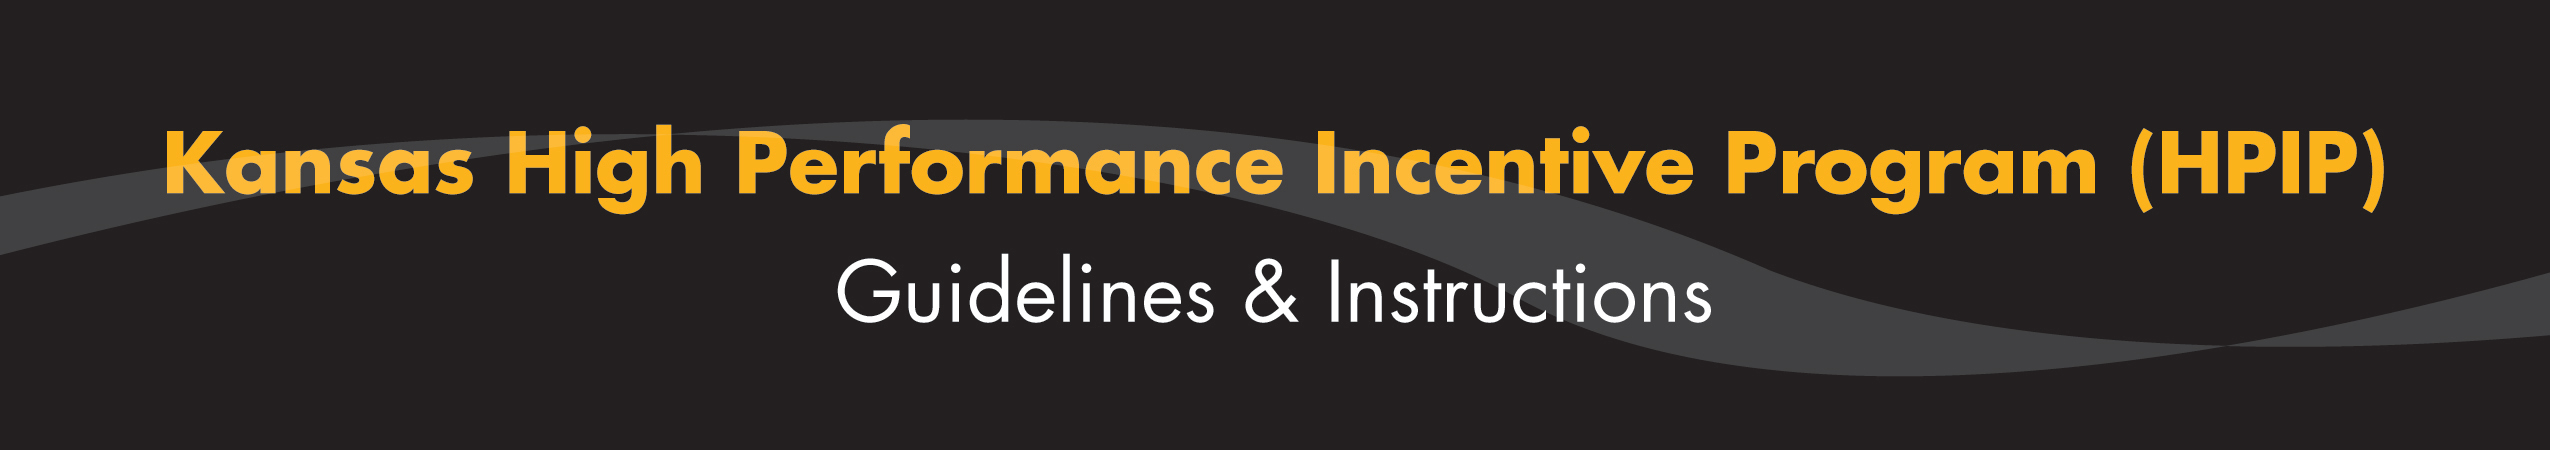 Kansas High Performance Incentive Program (HPIP)
Guidelines & Instructions